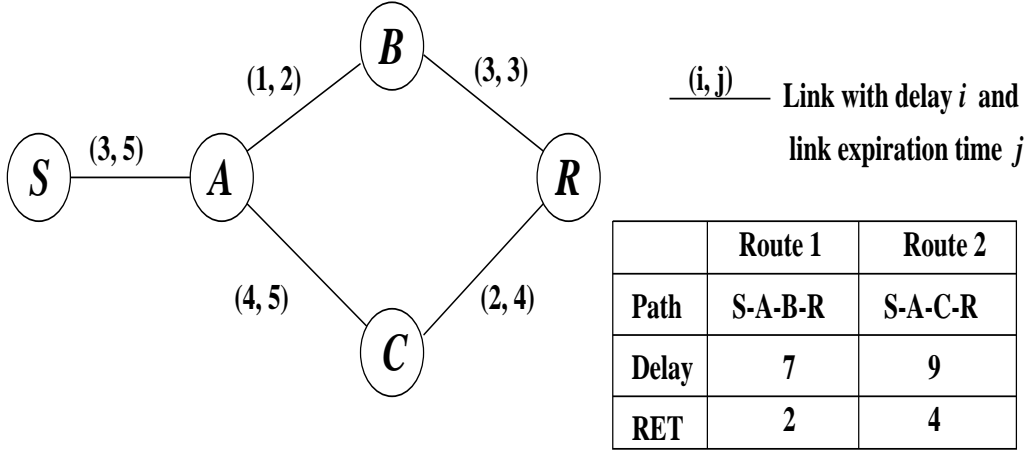 B
(1, 2)
(3, 3)
(3, 5)
S
A
R
(4, 5)
(2, 4)
C
(i, j)
Link with delay i and
link expiration time j
Route 1 Route 2
Path S-A-B-R S-A-C-R
Delay 7 9
RET 2 4